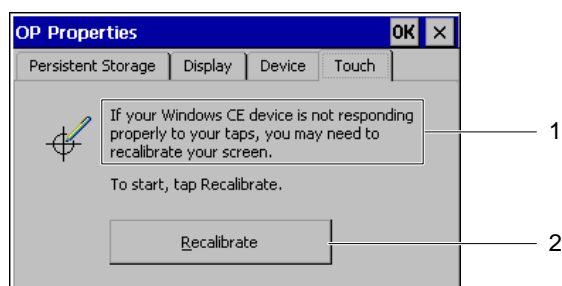 OP Properties OK ×
Persistent Storage Display Device Touch
If your Windows CE device is not responding
properly to your taps, you may need to
recalibrate your screen.
1
To start, tap Recalibrate.
Recalibrate
2